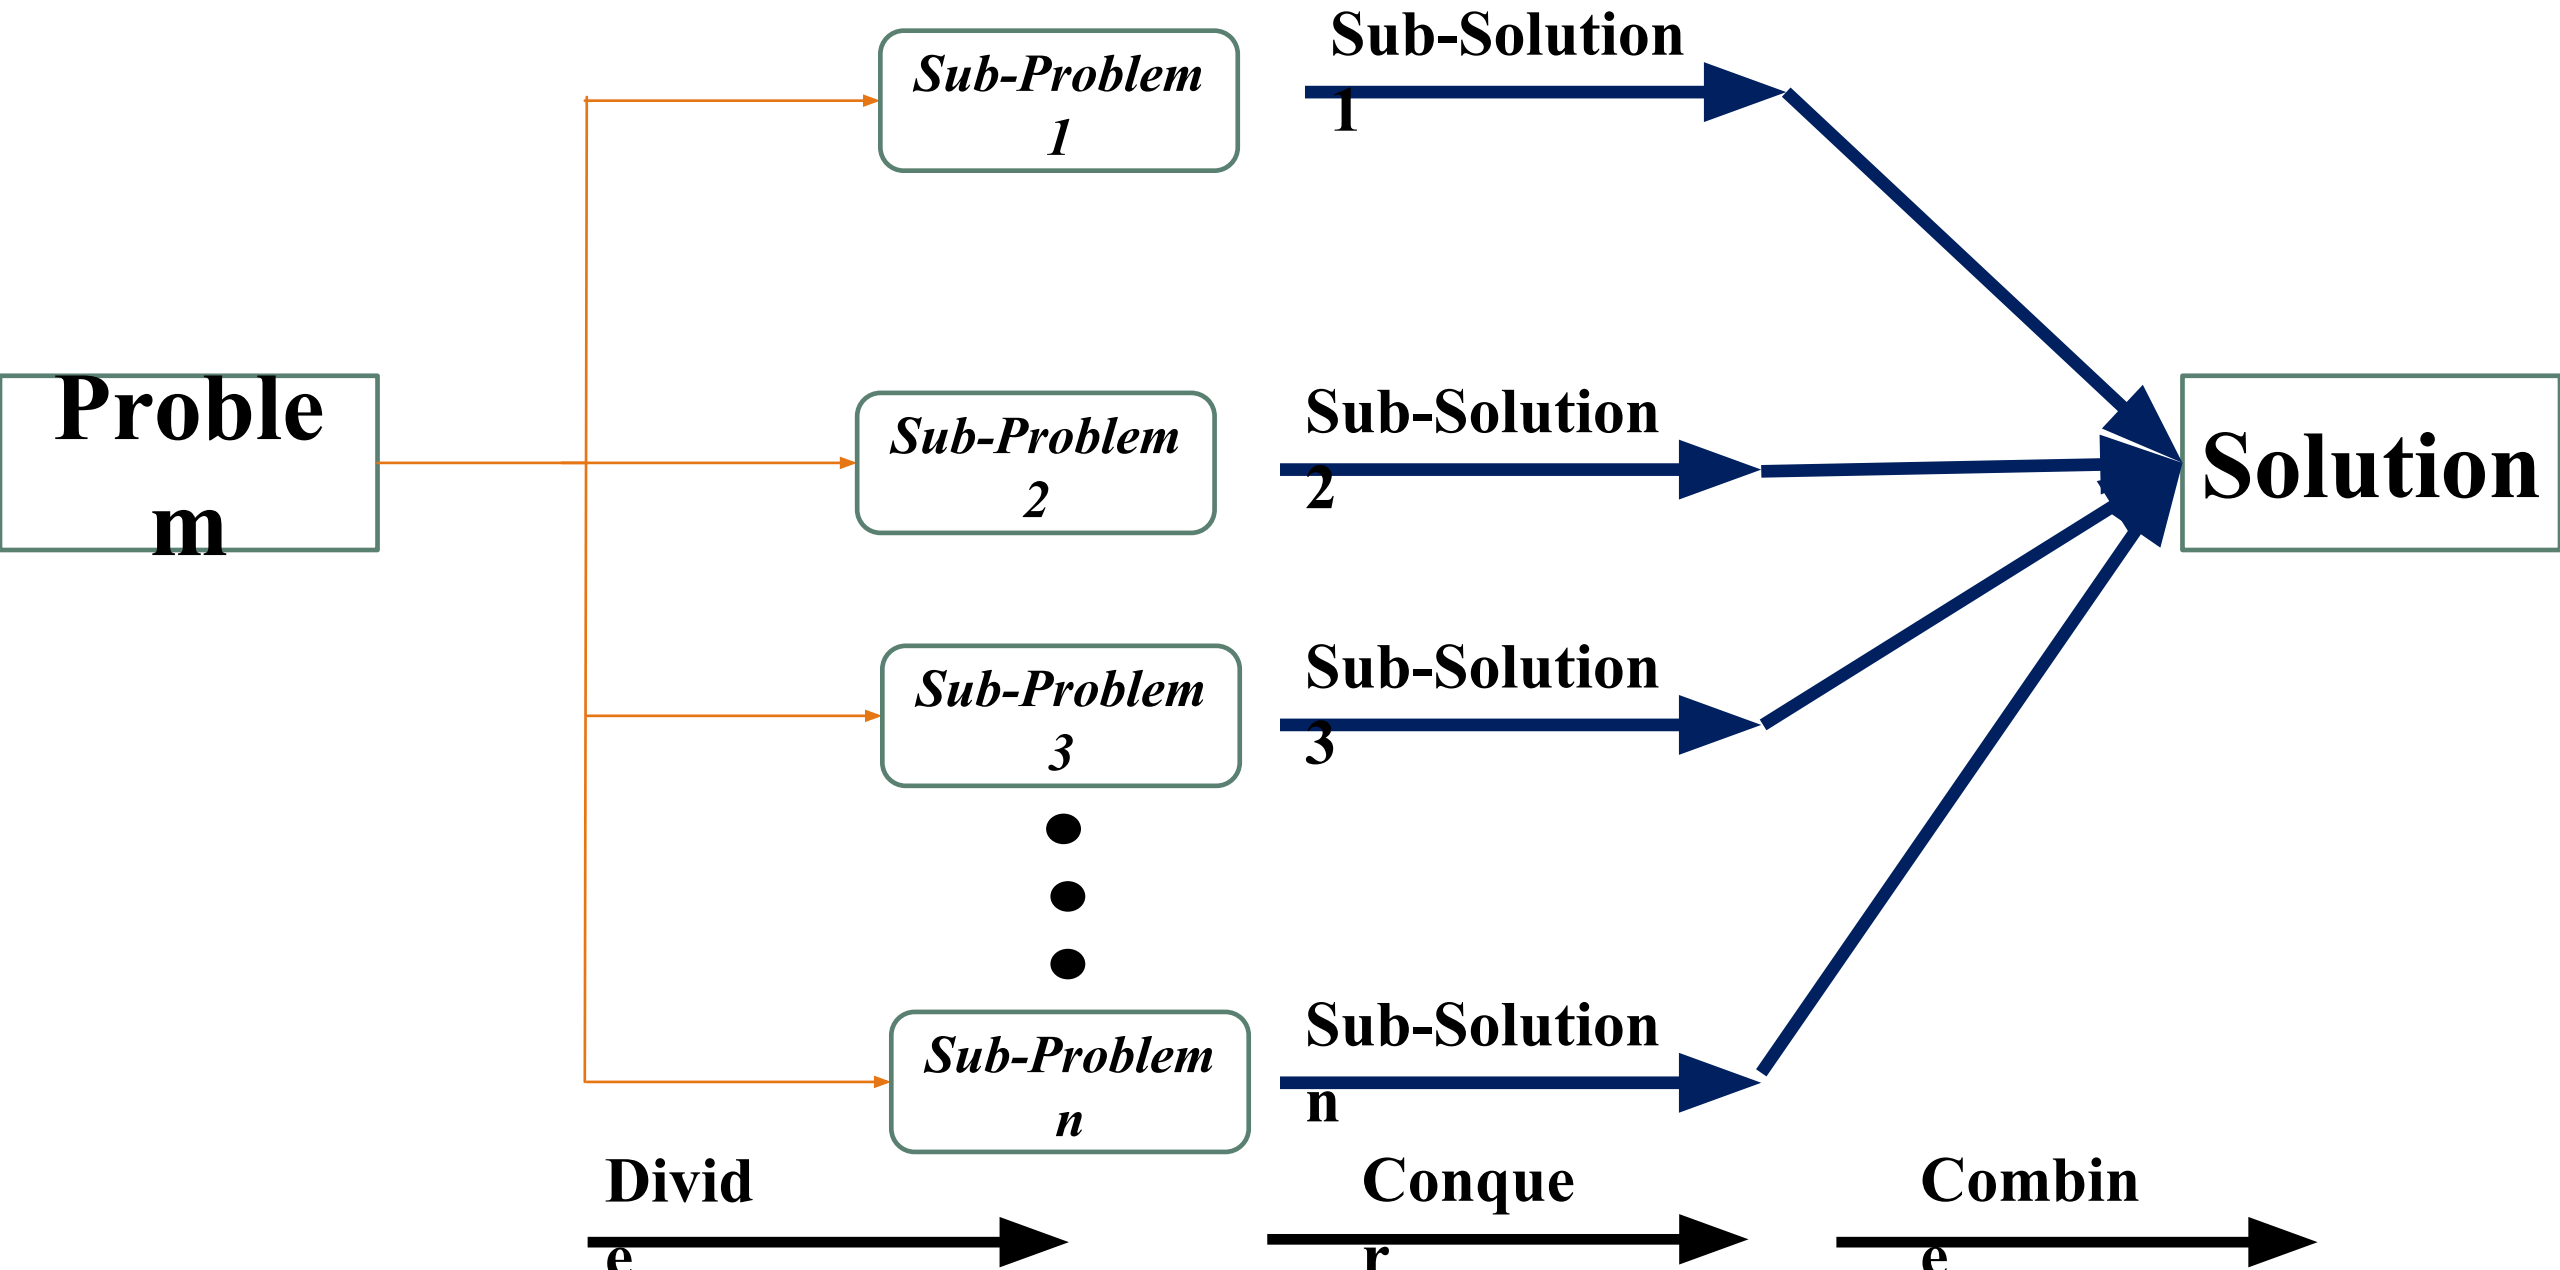 Proble
m
Sub-Problem
1
Sub-Solution
1
Sub-Problem
2
Sub-Solution
2
Sub-Problem
3
Sub-Solution
3
Sub-Problem
n
Sub-Solution
n
Solution
Divid
e
Conque
r
Combin
e